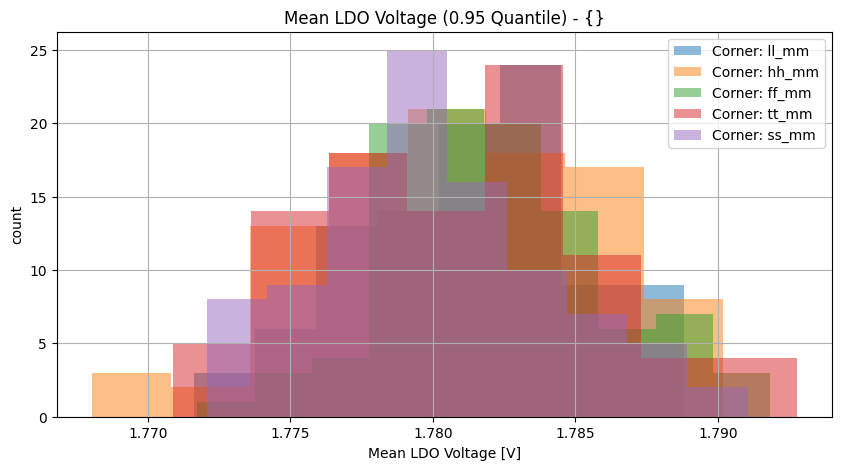 Mean LDO Voltage (0.95 Quantile) - {}
25
20
15
10
5
0
count
Corner: ll_mm
Corner: hh_mm
Corner: ff_mm
Corner: tt_mm
Corner: ss_mm
1.770 1.775 1.780 1.785 1.790
Mean LDO Voltage [V]